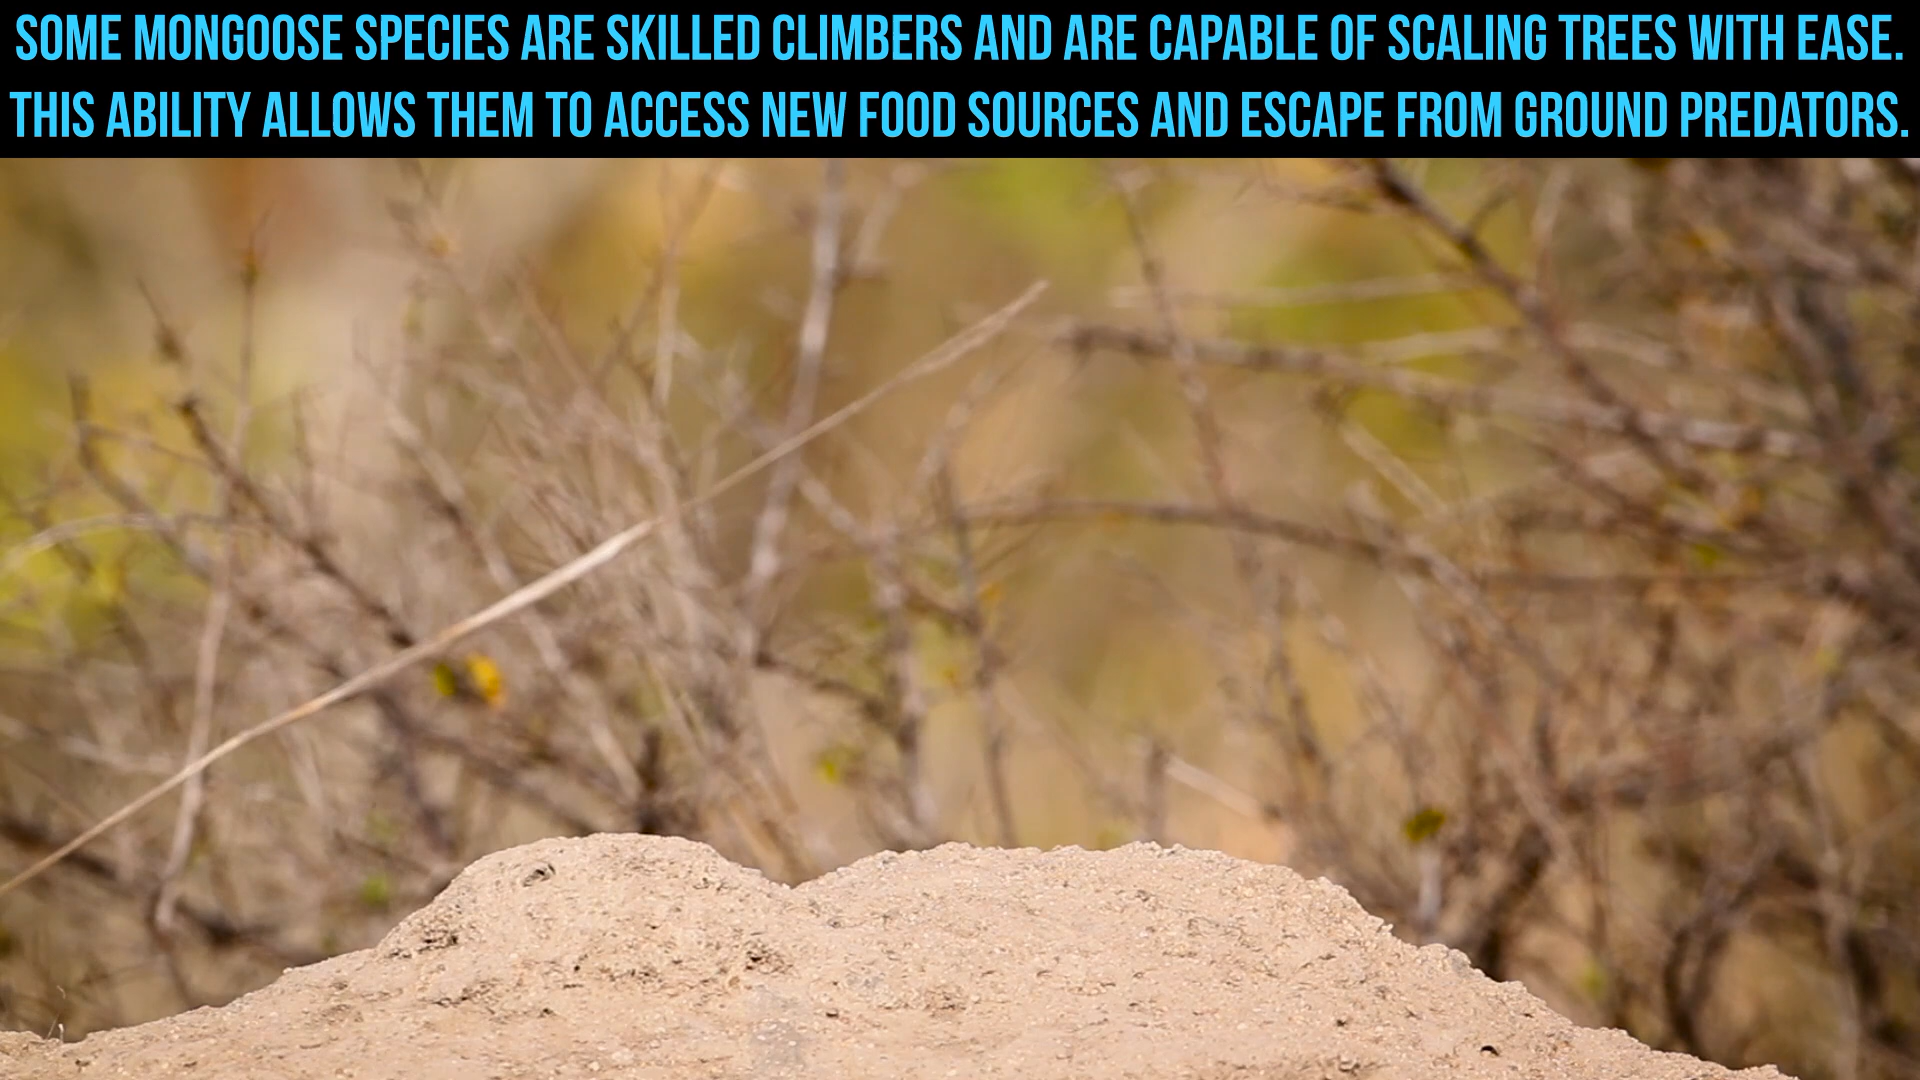 SOME MONGOOSE SPECIES ARE SKILLED CLIMBERS AND ARE CAPABLE OF SCALING TREES WITH EASE.
THIS ABILITY ALLOWS THEM TO ACCESS NEW FOOD SOURCES AND ESCAPE FROM GROUND PREDATORS.